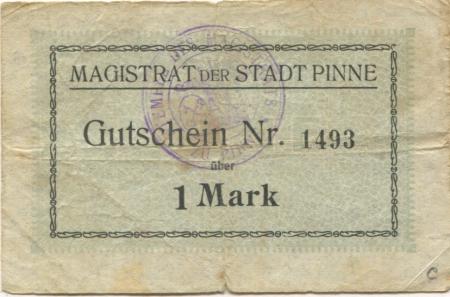 MAGISTRAT DER STADT PINNE
Gutschein Nr. 1493
über
1 Mark
C